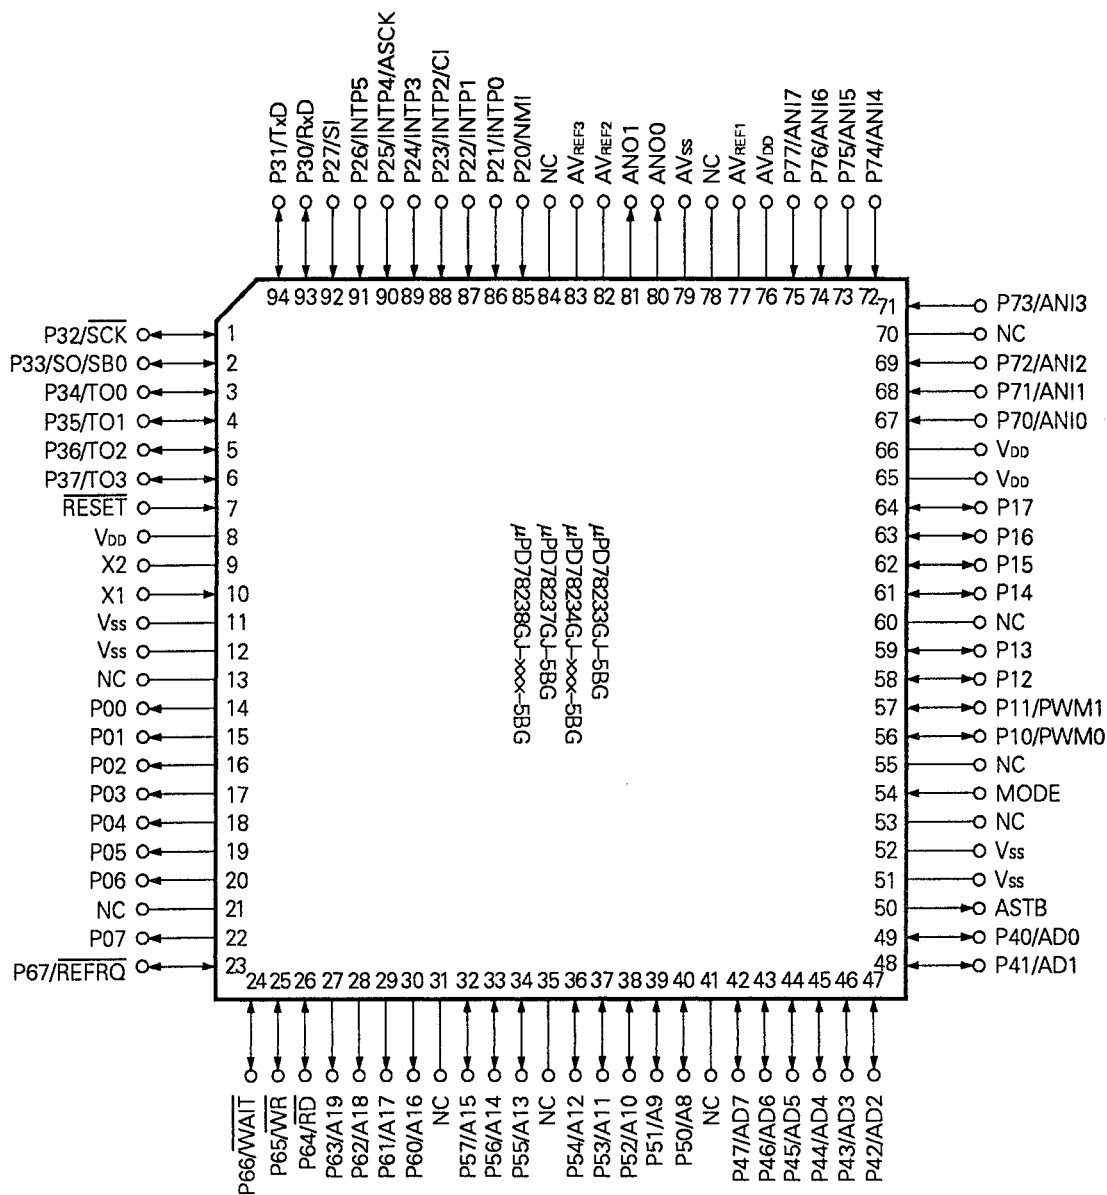 P31/TxD
P30/RxD
P27/SI
P26/INTP5
P25/INTP4/ASCK
P24/INTP3
P23/INTP2/CI
P22/INTP1
P21/INTP0
P20/NMI
NC
AVREF3
AVREF2
ANO1
ANO0
AVSS
NC
AVREF1
AVDD
P77/ANI7
P76/ANI6
P75/ANI5
P74/ANI4
94 93 92 91 90 89 88 87 86 85 84 83 82 81 80 79 78 77 76 75 74 73 72
P32/SCK 1
P33/SO/SB0 2
P34/TO0 3
P35/TO1 4
P36/TO2 5
P37/TO3 6
RESET 7
VDD 8
X2 9
X1 10
VSS 11
VSS 12
NC 13
P00 14
P01 15
P02 16
P03 17
P04 18
P05 19
P06 20
NC 21
P07 22
P67/REFRQ 23
μPD78233GJ-5BG
μPD78234GJ-xxx-5BG
μPD78237GJ-5BG
μPD78238GJ-xxx-5BG
71 P73/ANI3
70 NC
69 P72/ANI2
68 P71/ANI1
67 P70/ANI0
66 VDD
65 VDD
64 P17
63 P16
62 P15
61 P14
60 NC
59 P13
58 P12
57 P11/PWM1
56 P10/PWM0
55 NC
54 MODE
53 NC
52 VSS
51 VSS
50 ASTB
49 P40/AD0
48 P41/AD1
24 25 26 27 28 29 30 31 32 33 34 35 36 37 38 39 40 41 42 43 44 45 46 47
P66/WAIT
P65/WR
P64/RD
P63/A19
P62/A18
P61/A17
P60/A16
NC
P57/A15
P56/A14
P55/A13
NC
P54/A12
P53/A11
P52/A10
P51/A9
P50/A8
NC
P47/AD7
P46/AD6
P45/AD5
P44/AD4
P43/AD3
P42/AD2